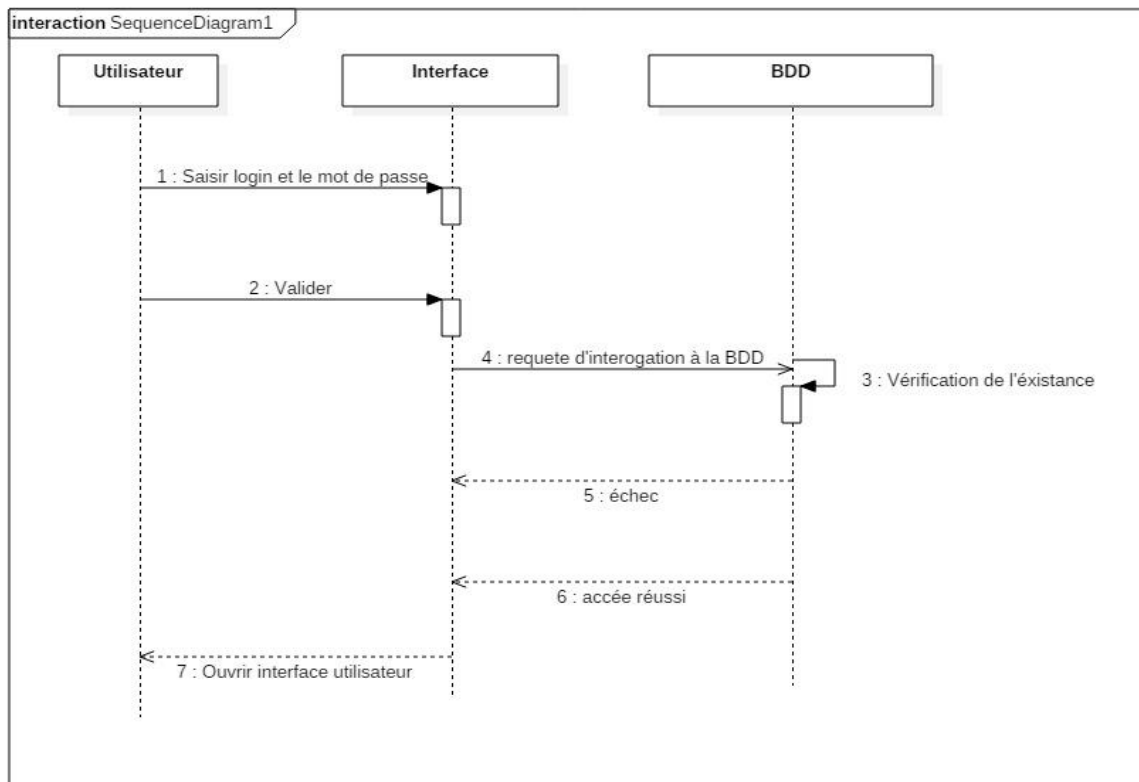 interaction SequenceDiagram1
Utilisateur
Interface
BDD
1 : Saisir login et le mot de passe
2 : Valider
4 : requete d'interogation à la BDD
3 : Vérification de l'éxistance
5 : échec
6 : accée réussi
7 : Ouvrir interface utilisateur